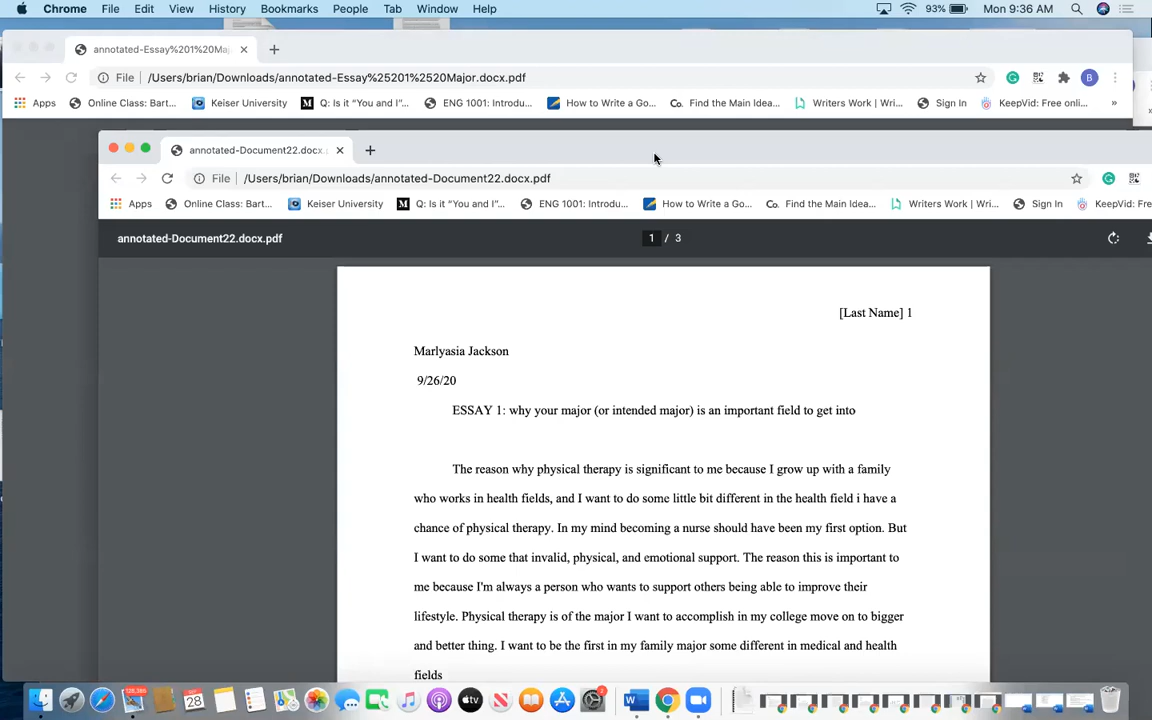 Chrome File Edit View History Bookmarks People Tab Window Help 93% Mon 9:36 AM
annotated-Essay%201%20Ma
File /Users/brian/Downloads/annotated-Essay%25201%2520Major.docx.pdf B
Apps Online Class: Bart... Keiser University Q: Is it “You and I”... ENG 1001: Introdu... How to Write a Go... Co. Find the Main Idea... Writers Work | Wri... Sign In KeepVid: Free onli... »
annotated-Document22.docx.
File /Users/brian/Downloads/annotated-Document22.docx.pdf
Apps Online Class: Bart... Keiser University Q: Is it “You and I”... ENG 1001: Introdu... How to Write a Go... Co. Find the Main Idea... Writers Work | Wri... Sign In KeepVid: Fre
annotated-Document22.docx.pdf 1 / 3
[Last Name] 1
Marlyasia Jackson
9/26/20
ESSAY 1: why your major (or intended major) is an important field to get into
The reason why physical therapy is significant to me because I grow up with a family
who works in health fields, and I want to do some little bit different in the health field i have a
chance of physical therapy. In my mind becoming a nurse should have been my first option. But
I want to do some that invalid, physical, and emotional support. The reason this is important to
me because I'm always a person who wants to support others being able to improve their
lifestyle. Physical therapy is of the major I want to accomplish in my college move on to bigger
and better thing. I want to be the first in my family major some different in medical and health
fields
28
tv